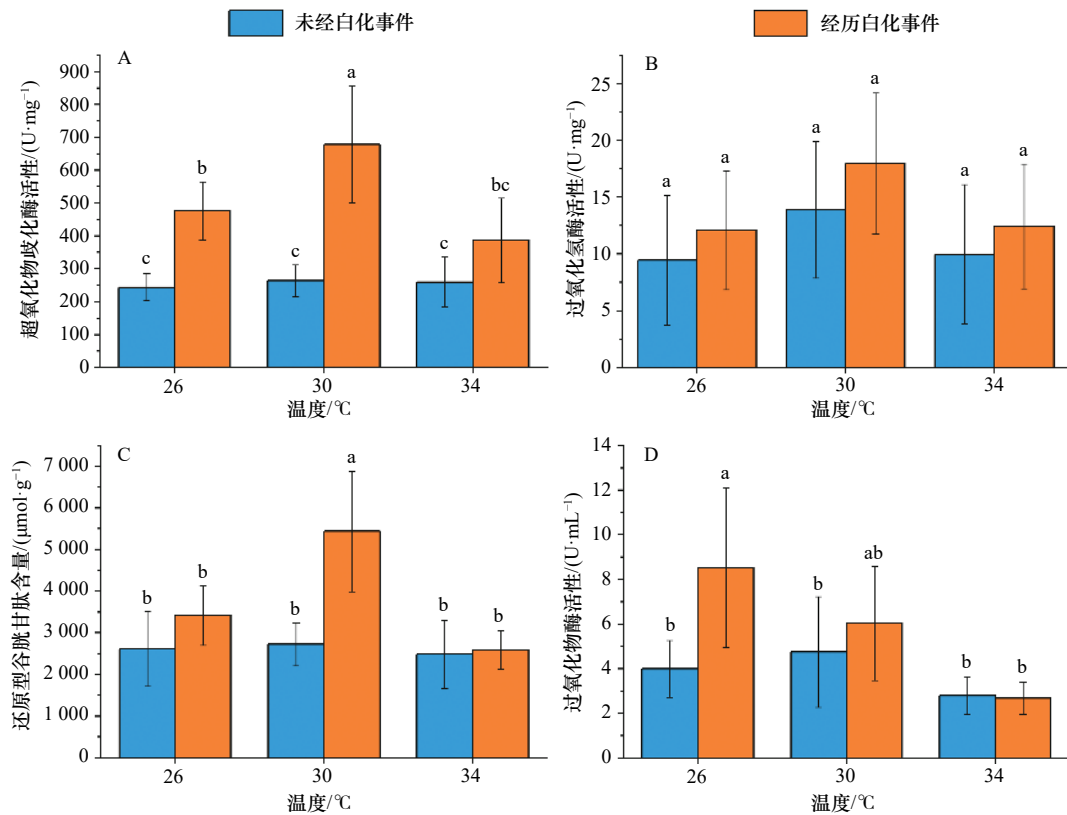 未经白化事件
经历白化事件
A
超氧化物歧化酶活性/(U·mg⁻¹)
900
800
700
600
500
400
300
200
100
0
c
b
c
a
c
bc
26
30
34
温度/℃
B
过氧化氢酶活性/(U·mg⁻¹)
25
20
15
10
5
0
a
a
a
a
a
a
26
30
34
温度/℃
C
还原型谷胱甘肽含量/(μmol·g⁻¹)
7 000
6 000
5 000
4 000
3 000
2 000
1 000
0
b
b
b
a
b
b
26
30
34
温度/℃
D
过氧化物酶活性/(U·mL⁻¹)
14
12
10
8
6
4
2
0
b
a
b
ab
b
b
26
30
34
温度/℃